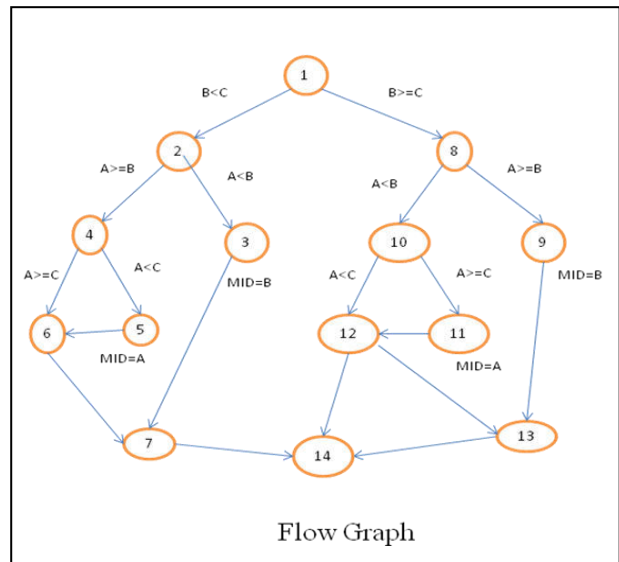 1
B<C
B>=C
2
8
A>=B
A<B
A<B
A>=B
4
3
10
9
A>=C
A<C
MID=B
A<C
A>=C
MID=B
6
5
12
11
MID=A
MID=A
7
14
13
Flow Graph